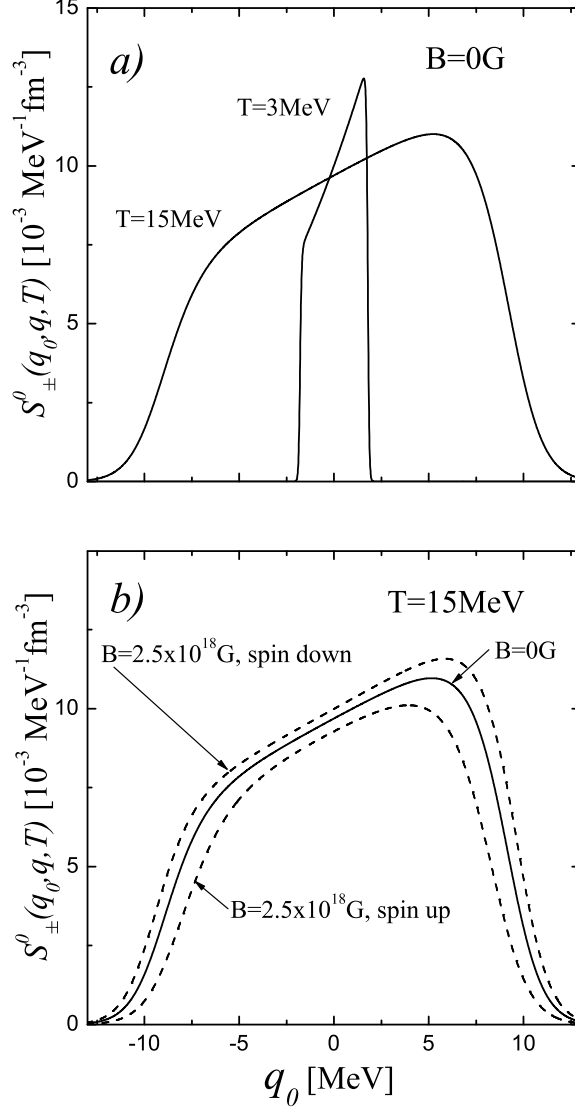 15
a)
B=0G
T=3MeV
10
T=15MeV
5
0
S⁰±(q₀,q,T) [10⁻³ MeV⁻¹fm⁻³]
b)
T=15MeV
B=2.5x10¹⁸G, spin down
B=0G
10
5
B=2.5x10¹⁸G, spin up
0
S⁰±(q₀,q,T) [10⁻³ MeV⁻¹fm⁻³]
-10 -5 0 5 10
q₀ [MeV]